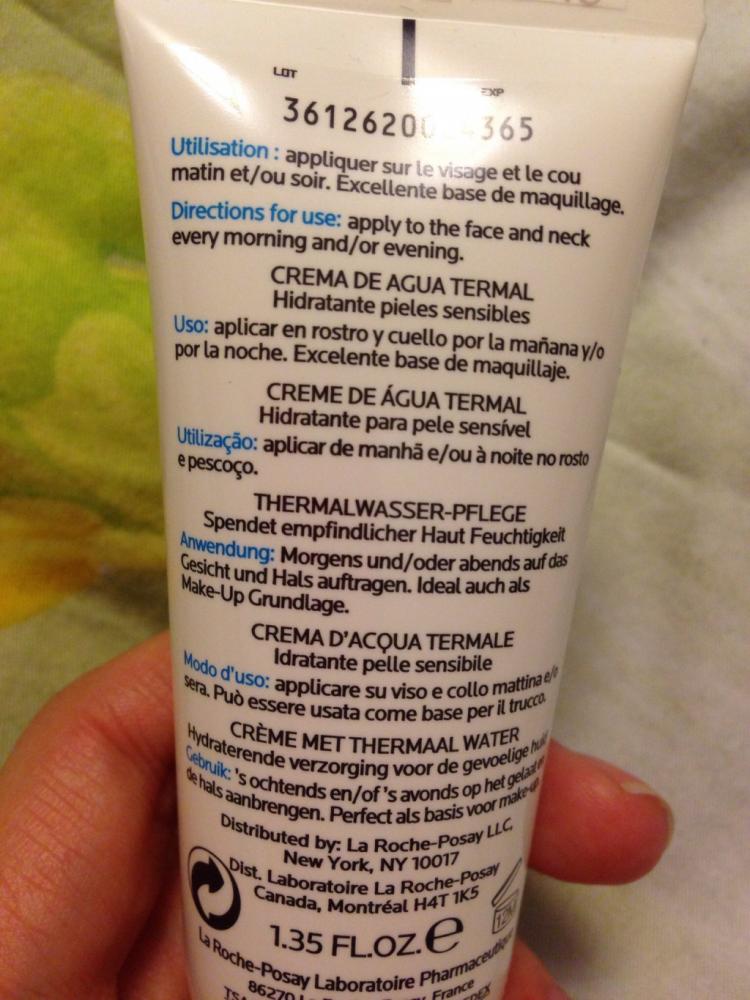 LOT
EXP
Utilisation : appliquer sur le visage et le cou
matin et/ou soir. Excellente base de maquillage.
Directions for use: apply to the face and neck
every morning and/or evening.
CREMA DE AGUA TERMAL
Hidratante pieles sensibles
Uso: aplicar en rostro y cuello por la mañana y/o
por la noche. Excelente base de maquillaje.
CREME DE ÁGUA TERMAL
Hidratante para pele sensível
Utilização: aplicar de manhã e/ou à noite no rosto
e pescoço.
THERMALWASSER-PFLEGE
Spendet empfindlicher Haut Feuchtigkeit
Anwendung: Morgens und/oder abends auf das
Gesicht und Hals auftragen. Ideal auch als
Make-Up Grundlage.
CREMA D'ACQUA TERMALE
Idratante pelle sensibile
Modo d'uso: applicare su viso e collo mattina e/o
sera. Può essere usata come base per il trucco.
CRÈME MET THERMAAL WATER
Hydraterende verzorging voor de gevoelige
Gebruik: 's ochtends en/of 's avonds op het gelaat en
de hals aanbrengen. Perfect als basis voor make-up.
Distributed by: La Roche-Posay LLC,
New York, NY 10017
Dist. Laboratoire La Roche-Posay
Canada, Montréal H4T 1K5
12M
1.35 FL.OZ. e
La Roche-Posay Laboratoire Pharmaceutique
86270 France